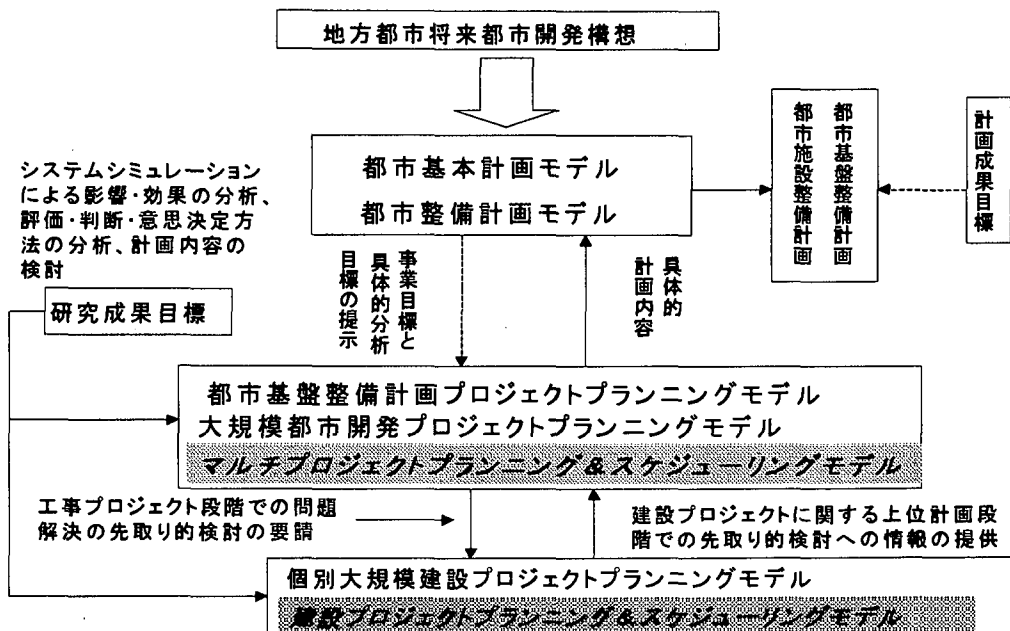 地方都市将来都市開発構想
都市基本計画モデル
都市整備計画モデル
都市基盤整備計画
都市施設整備計画
計画成果目標
システムシミュレーション
による影響・効果の分析、
評価・判断・意思決定方
法の分析、計画内容の
検討
研究成果目標
事業目標と
具体的分析
目標の提示
具体的
計画内容
都市基盤整備計画プロジェクトプランニングモデル
大規模都市開発プロジェクトプランニングモデル
マルチプロジェクトプランニング&スケジューリングモデル
工事プロジェクト段階での問題
解決の先取り的検討の要請
建設プロジェクトに関する上位計画段
階での先取り的検討への情報の提供
個別大規模建設プロジェクトプランニングモデル
建設プロジェクトプランニング&スケジューリングモデル